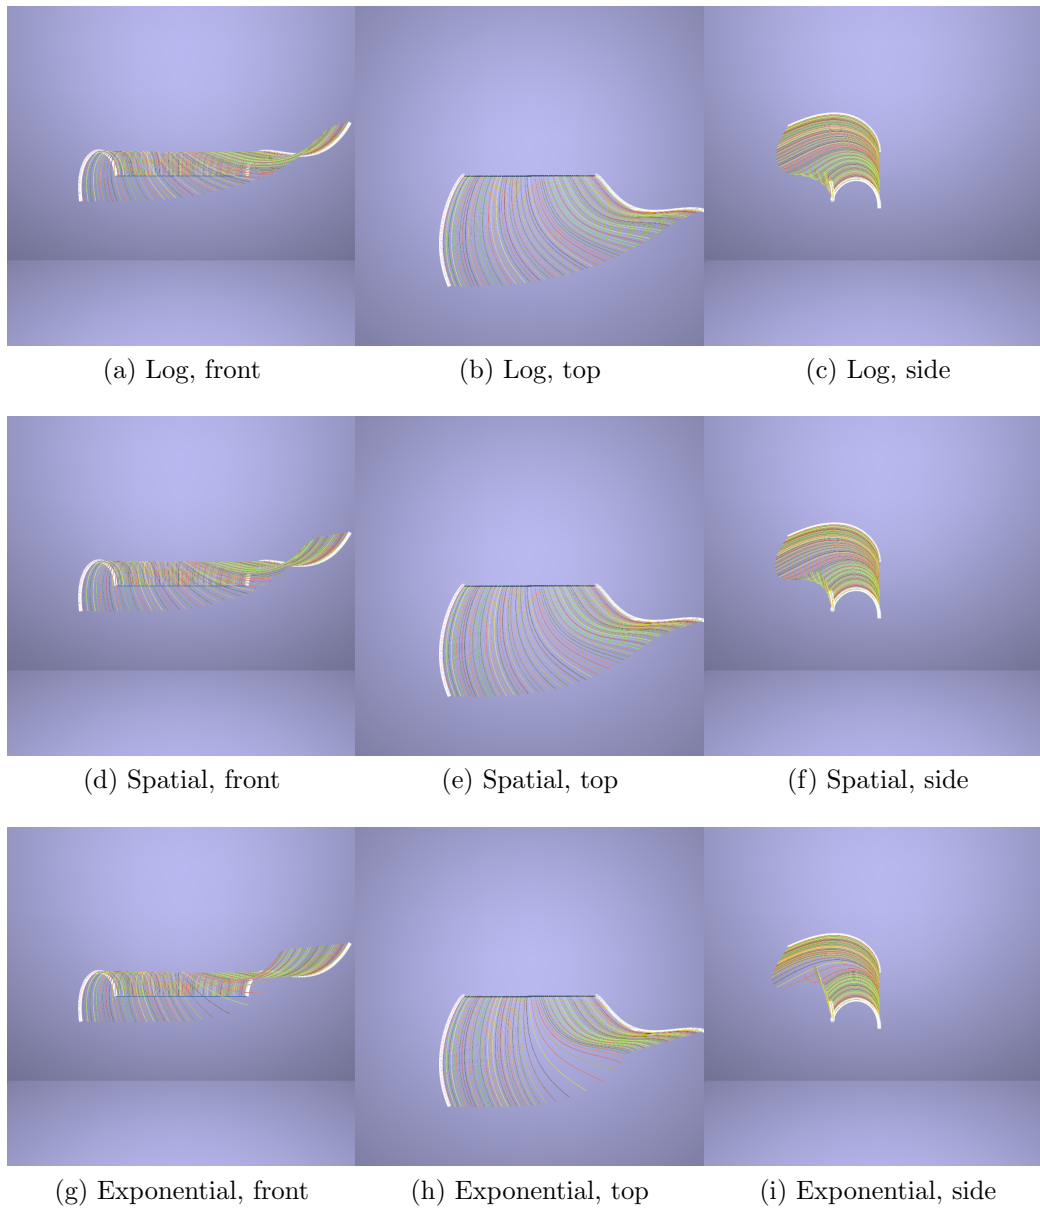 (a) Log, front
(b) Log, top
(c) Log, side
(d) Spatial, front
(e) Spatial, top
(f) Spatial, side
(g) Exponential, front
(h) Exponential, top
(i) Exponential, side